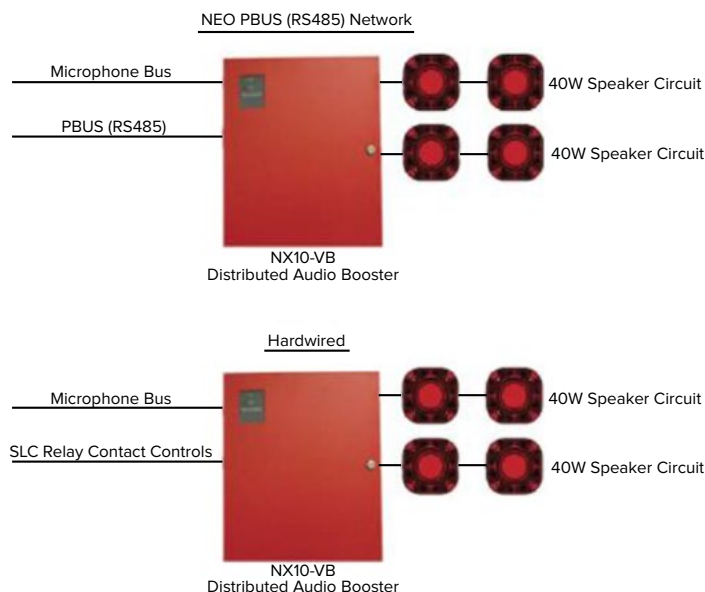 NEO PBUS (RS485) Network
Microphone Bus
40W Speaker Circuit
PBUS (RS485)
40W Speaker Circuit
NX10-VB
Distributed Audio Booster
Hardwired
Microphone Bus
40W Speaker Circuit
SLC Relay Contact Controls
40W Speaker Circuit
NX10-VB
Distributed Audio Booster